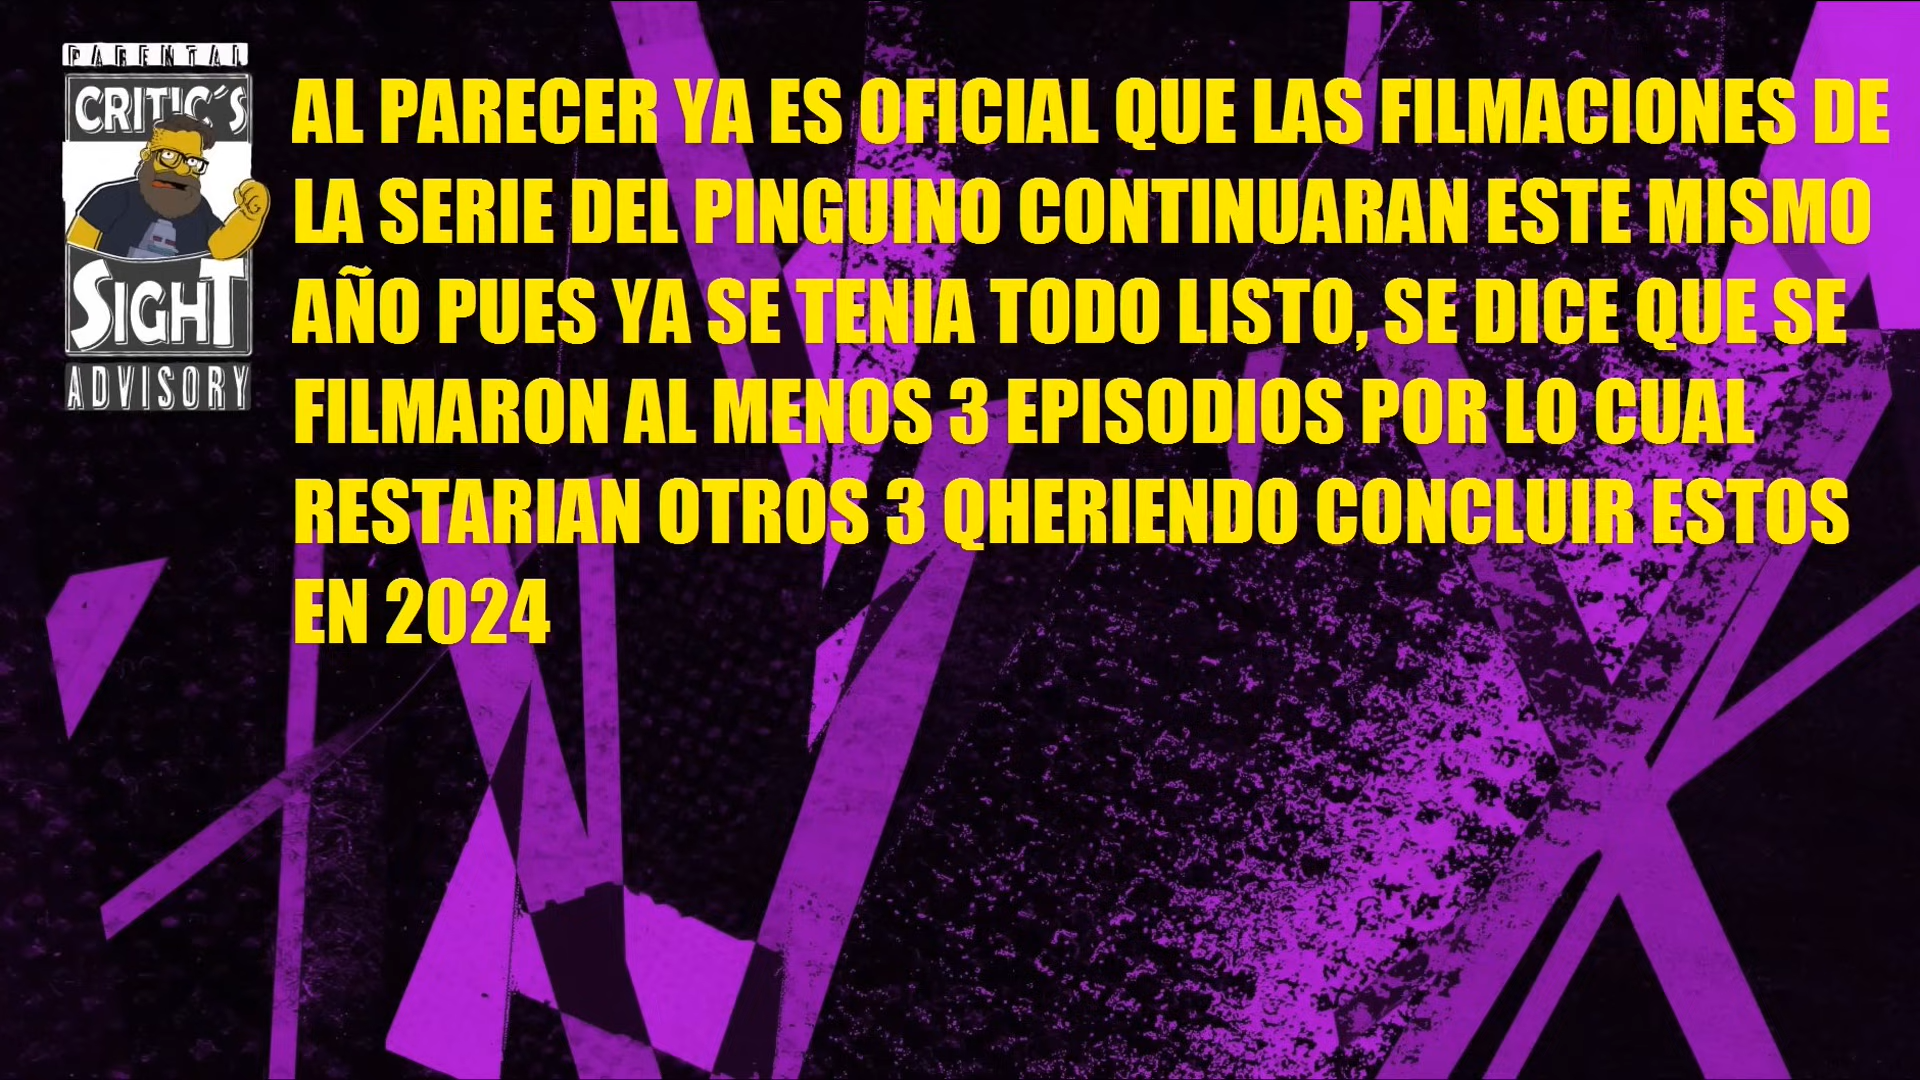 PARENTAL
CRITIC´S
SIGHT
ADVISORY
AL PARECER YA ES OFICIAL QUE LAS FILMACIONES DE
LA SERIE DEL PINGUINO CONTINUARAN ESTE MISMO
AÑO PUES YA SE TENIA TODO LISTO, SE DICE QUE SE
FILMARON AL MENOS 3 EPISODIOS POR LO CUAL
RESTARIAN OTROS 3 QHERIENDO CONCLUIR ESTOS
EN 2024